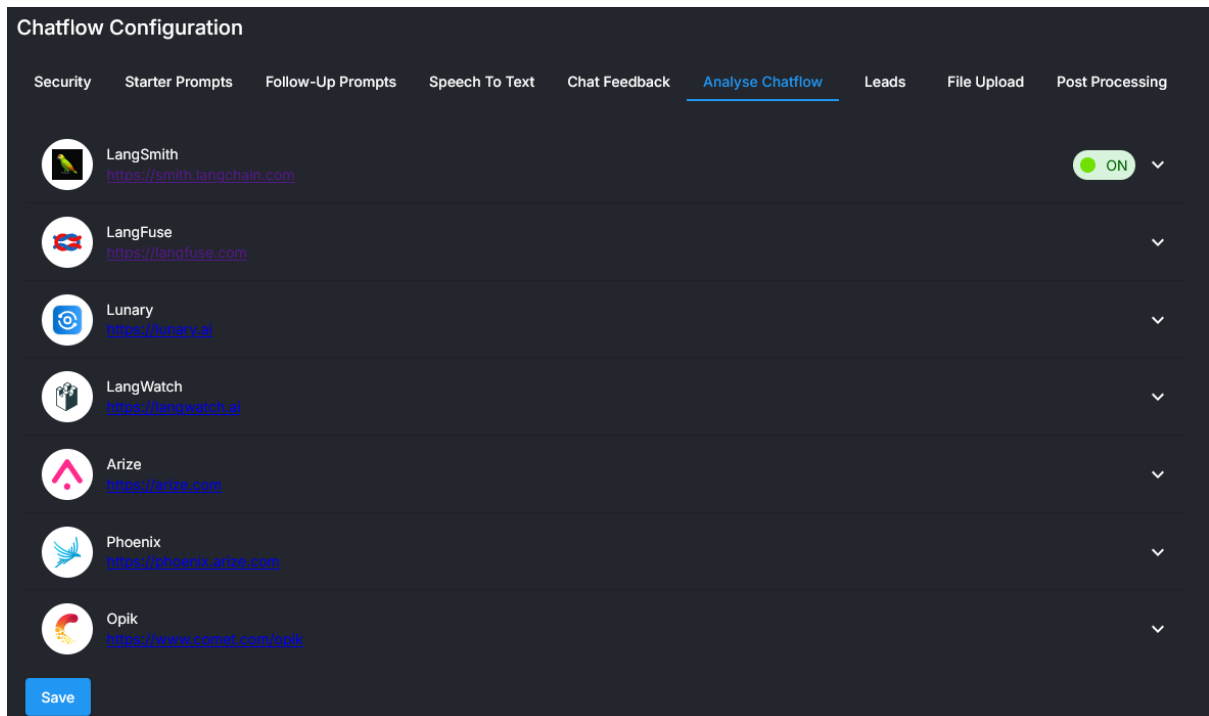 Chatflow Configuration
Security Starter Prompts Follow-Up Prompts Speech To Text Chat Feedback Analyse Chatflow Leads File Upload Post Processing
LangSmith
https://smith.langchain.com
ON
LangFuse
https://langfuse.com
Lunary
https://lunary.ai
LangWatch
https://langwatch.ai
Arize
https://arize.com
Phoenix
https://phoenix.arize.com
Opik
https://www.comet.com/opik
Save